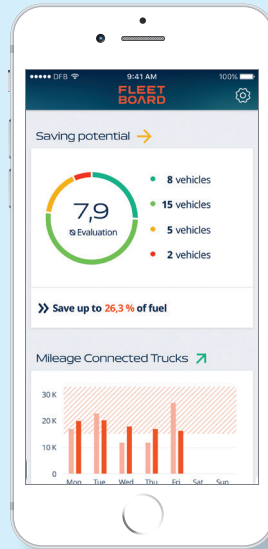 ●●●●● DFB 9:41 AM 100%
FLEET
BOARD
Saving potential →
7,9
⦰ Evaluation
8 vehicles
15 vehicles
5 vehicles
2 vehicles
» Save up to 26,3 % of fuel
Mileage Connected Trucks ↗
30 K
20 K
10 K
0
Mon Tue Wed Thu Fri Sat Sun